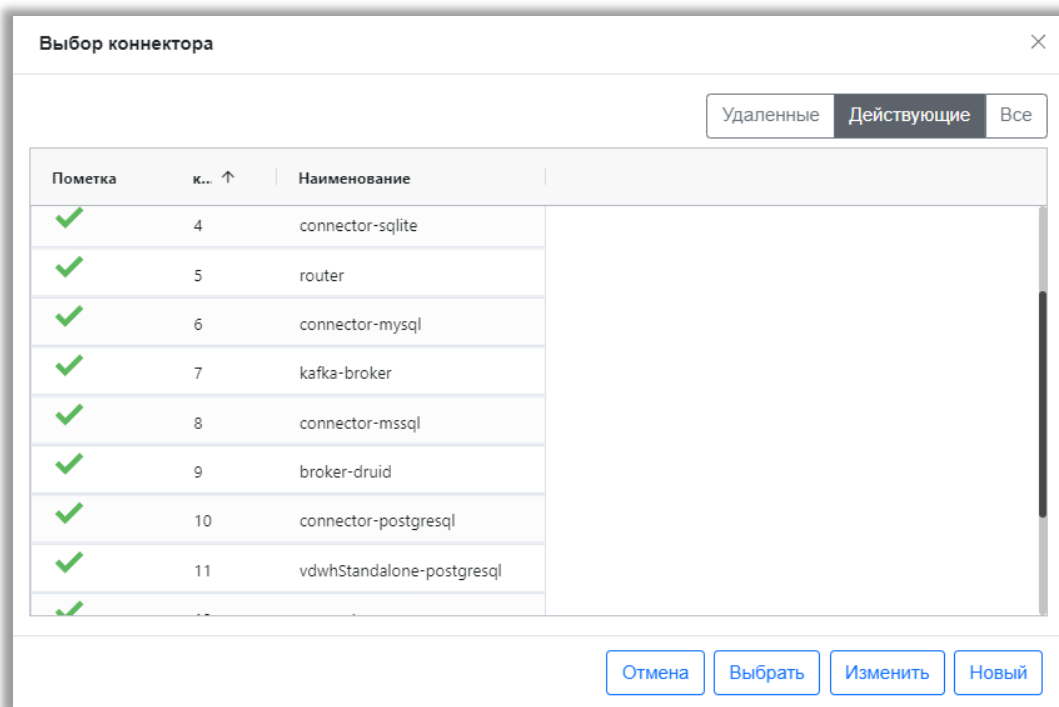 Выбор коннектора
Удаленные Действующие Все
Пометка к... Наименование
4 connector-sqlite
5 router
6 connector-mysql
7 kafka-broker
8 connector-mssql
9 broker-druid
10 connector-postgresql
11 vdwhStandalone-postgresql
Отмена Выбрать Изменить Новый